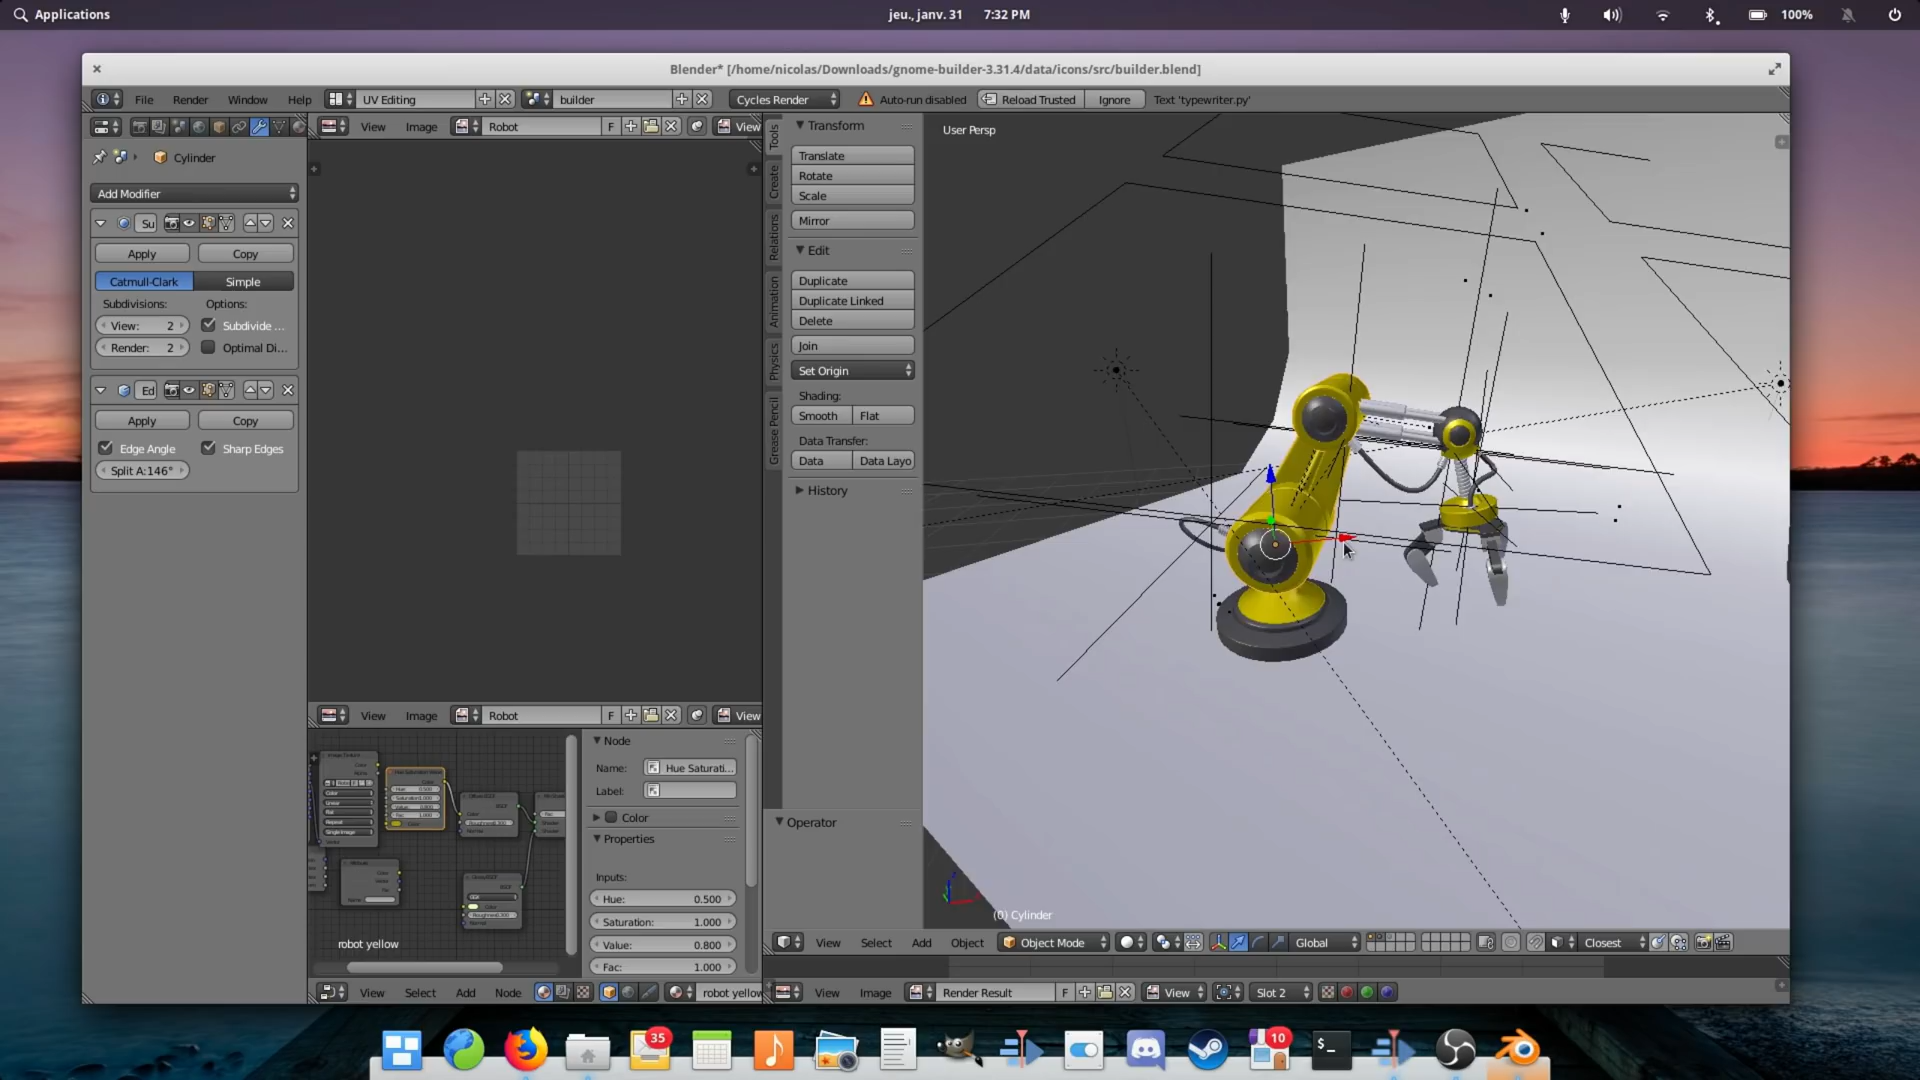 Applications
jeu., janv. 31 7:32 PM
100%
Blender* [/home/nicolas/Downloads/gnome-builder-3.31.4/data/icons/src/builder.blend]
File Render Window Help UV Editing builder Cycles Render Auto-run disabled Reload Trusted Ignore Text 'typewriter.py'
View Image Robot F View
Cylinder
Add Modifier
Su
Apply Copy
Catmull-Clark Simple
Subdivisions: Options:
View: 2 Subdivide ...
Render: 2 Optimal Di...
Ed
Apply Copy
Edge Angle Sharp Edges
Split A:146°
Tools
Create
Relations
Animation
Physics
Grease Pencil
Transform
Translate
Rotate
Scale
Mirror
Edit
Duplicate
Duplicate Linked
Delete
Join
Set Origin
Shading:
Smooth Flat
Data Transfer:
Data Data Layo
History
Operator
User Persp
(0) Cylinder
View Select Add Object Object Mode Global Closest
View Image Robot F View
Node
Name: Hue Saturati...
Label:
Color
Properties
Inputs:
Hue: 0.500
Saturation: 1.000
Value: 0.800
Fac: 1.000
robot yellow
View Select Add Node robot yellow
View Image Render Result F View Slot 2
35
10